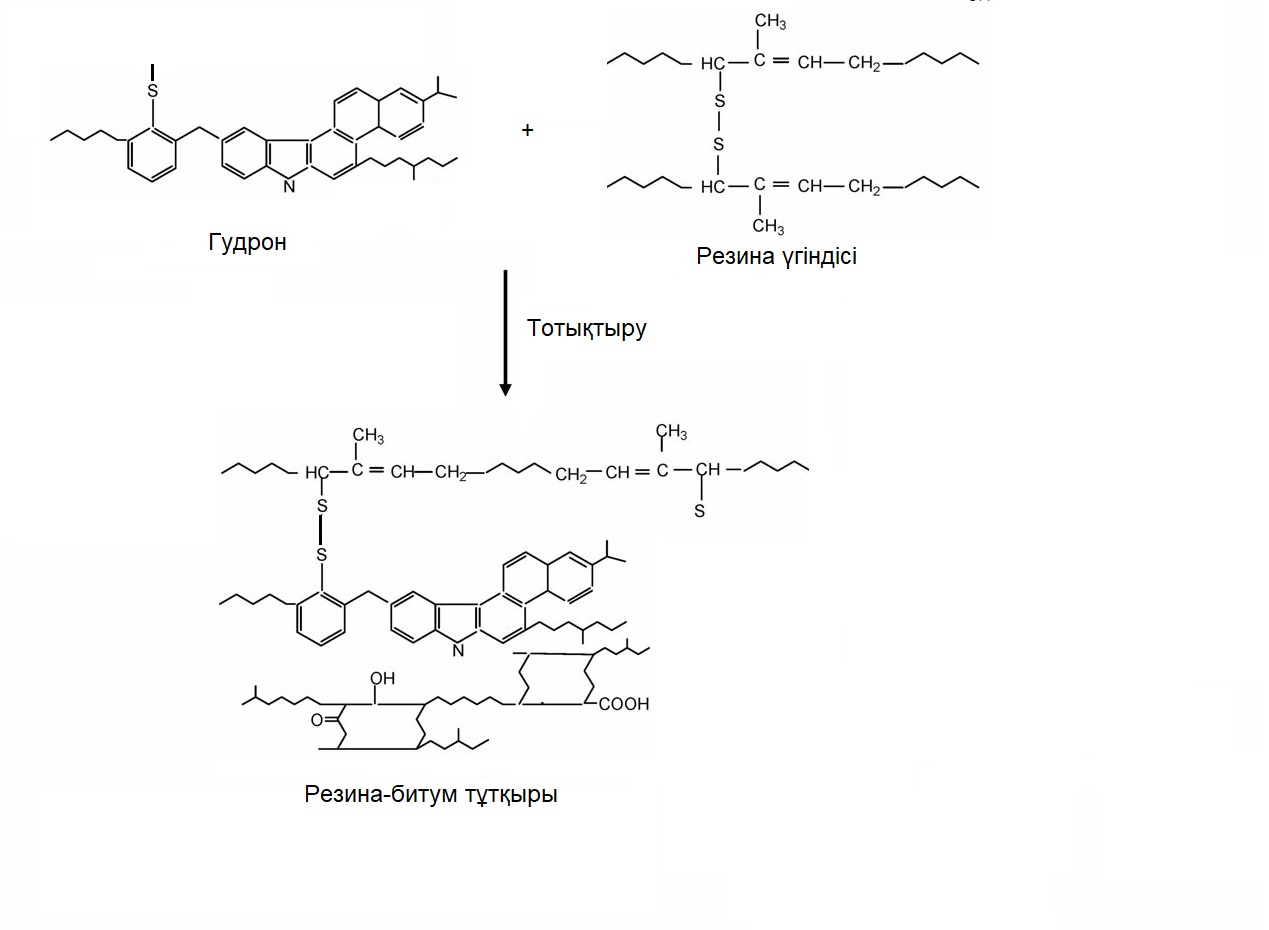 CH3
HC C = CH CH2
S
S
N
+
S
HC C = CH CH2
CH3
Гудрон
Резина үгіндісі
Тотықтыру
CH3
CH3
HC C = CH CH2 CH2 CH = C CH
S
S
S
N
OH
O
COOH
Резина-битум тұтқыры